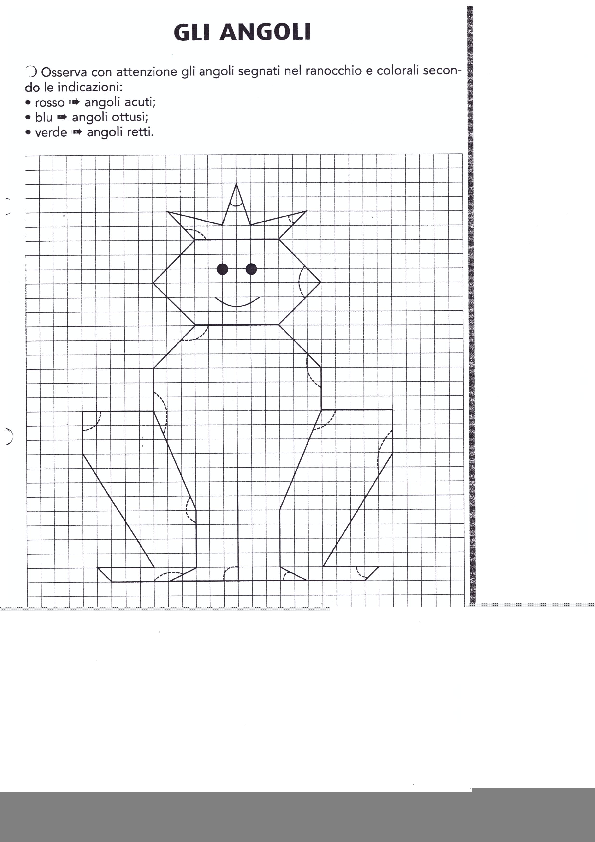 GLI ANGOLI
Osserva con attenzione gli angoli segnati nel ranocchio e colorali secon-
do le indicazioni:
• rosso ➠ angoli acuti;
• blu ➠ angoli ottusi;
• verde ➠ angoli retti.